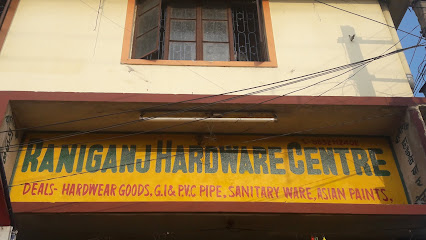 RANIGANJ HARDWARE CENTRE
DEALS- HARDWEAR GOODS. G.I & P.V.C PIPE, SANITARY WARE, ASIAN PAINTS.